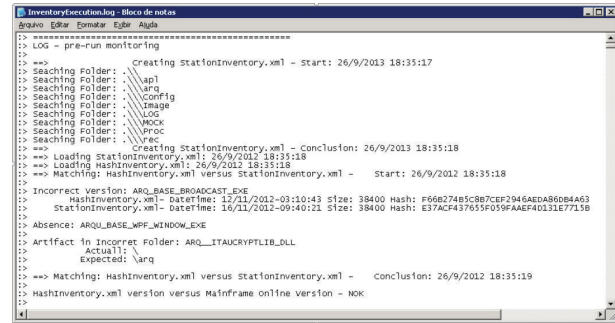 InventoryExecution.log - Bloco de notas
Arquivo Editar Formatar Exibir Ajuda
:> ================================================
:> LOG - pre-run monitoring
:>
:> ==> Creating StationInventory.xml - Start: 26/9/2013 18:35:17
:> Seaching Folder: .\\
:> Seaching Folder: .\\\apl
:> Seaching Folder: .\\\arq
:> Seaching Folder: .\\\Config
:> Seaching Folder: .\\\Image
:> Seaching Folder: .\\\LOG
:> Seaching Folder: .\\\MOCK
:> Seaching Folder: .\\\Proc
:> Seaching Folder: .\\\rec
:> ==> Creating StationInventory.xml - Conclusion: 26/9/2013 18:35:18
:> ==> Loading StationInventory.xml: 26/9/2012 18:35:18
:> ==> Loading HashInventory.xml: 26/9/2012 18:35:18
:> ==> Matching: HashInventory.xml versus StationInventory.xml - Start: 26/9/2012 18:35:18
:>
:> Incorrect Version: ARQ_BASE_BROADCAST_EXE
:> HashInventory.xml- DateTime: 12/11/2012-03:10:43 Size: 38400 Hash: F66B274B5C8B7CEF2946AEDA86DB4A63
:> StationInventory.xml- DateTime: 16/11/2012-09:40:21 Size: 38400 Hash: E37ACF437655F059FAAEF4D131E7715B
:>
:> Absence: ARQ_BASE_WPF_WINDOW_EXE
:>
:> Artifact in Incorret Folder: ARQ__ITAUCRYPTLIB_DLL
:> Actuall: \
:> Expected: \arq
:>
:> ==> Matching: HashInventory.xml versus StationInventory.xml - Conclusion: 26/9/2012 18:35:19
:>
:> HashInventory.xml version versus Mainframe Online Version - NOK
:>